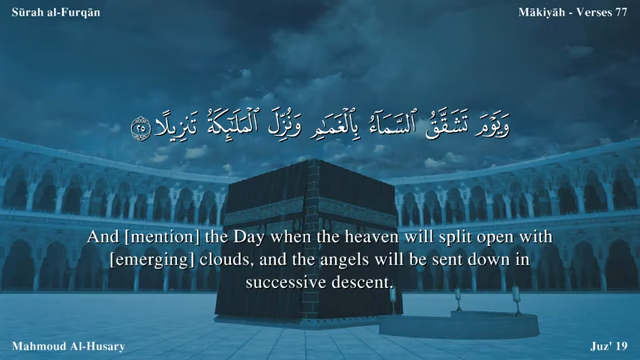 Sūrah al-Furqān
Mākiyāh - Verses 77
وَيَوْمَ تَشَقَّقُ ٱلسَّمَآءُ بِٱلْغَمَـٰمِ وَنُزِّلَ ٱلْمَلَـٰٓئِكَةُ تَنزِيلًا ٢٥
And [mention] the Day when the heaven will split open with
[emerging] clouds, and the angels will be sent down in
successive descent.
Mahmoud Al-Husary
Juz' 19